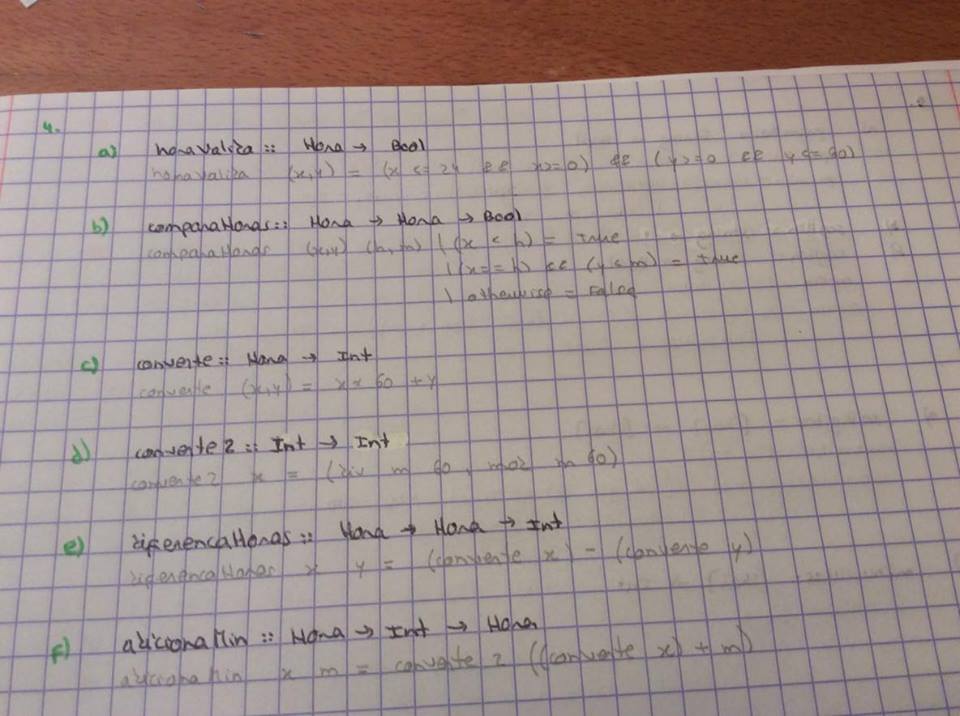 4.
a) horaValida :: Hora → Bool
horaValida (x,y) = (x <= 24 && x>=0) && (y>=0 && y<=60)
b) comparaHoras :: Hora → Hora → Bool
comparaHoras (x,y) (h,m) | (x < h) = True
| (x==h) && (y<m) = True
| otherwise = False
c) converte :: Hora → Int
converte (x,y) = x * 60 + y
d) converte2 :: Int → Int
converte2 x = (div m 60, mod m 60)
e) diferencaHoras :: Hora → Hora → Int
diferencaHoras x y = (converte x) - (converte y)
f) adicionaMin :: Hora → Int → Hora
adicionaMin x m = converte 2 ((converte x) + m)